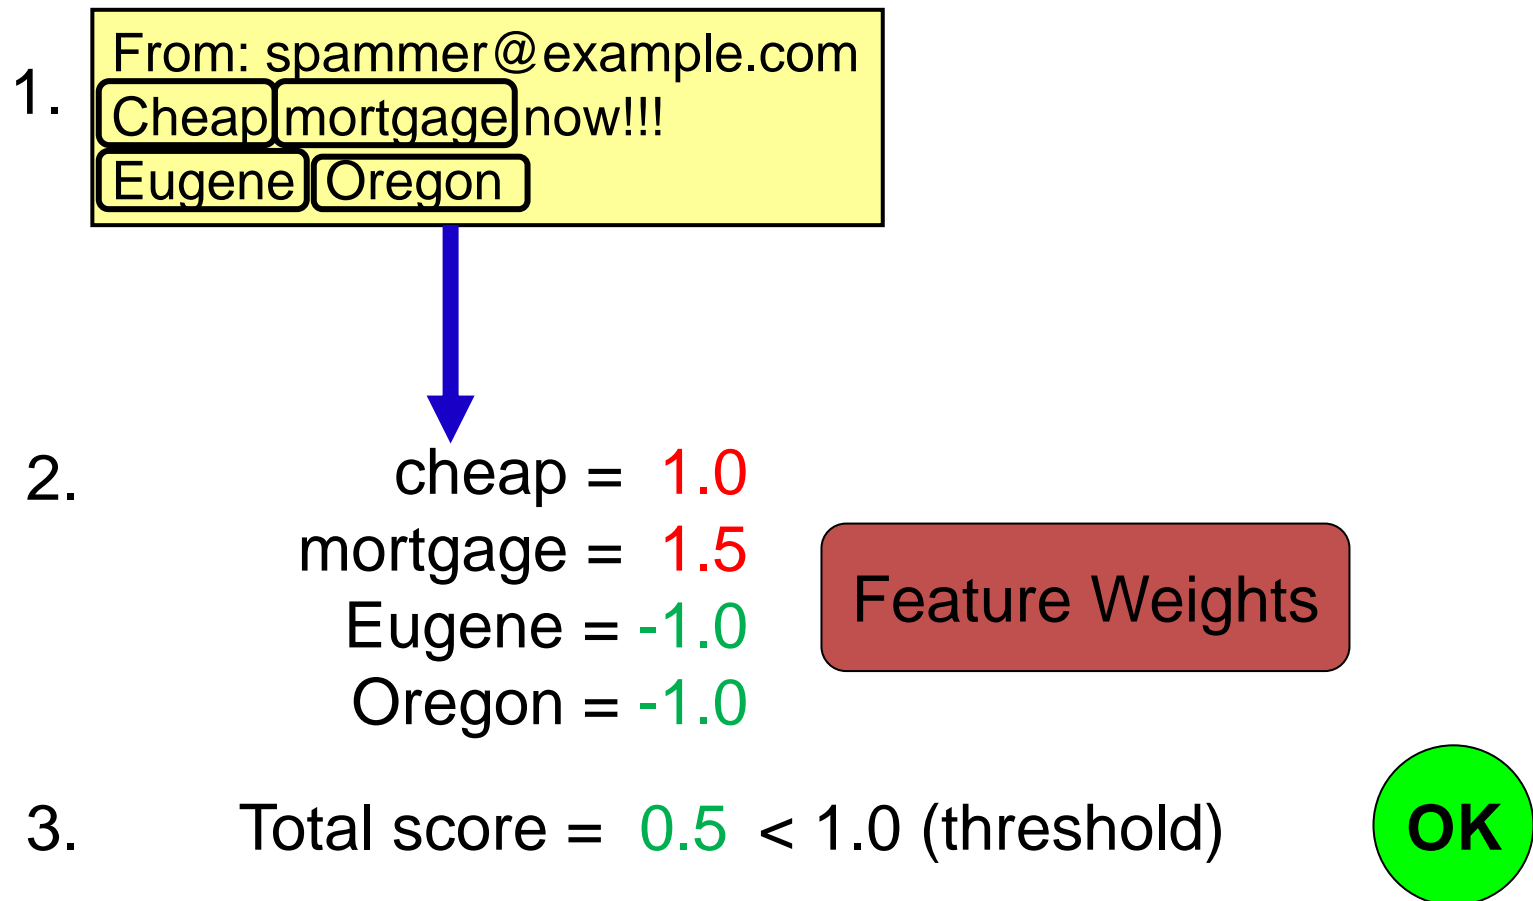 1.
From: spammer@example.com
Cheap mortgage now!!!
Eugene Oregon
2.
cheap = 1.0
mortgage = 1.5
Eugene = -1.0
Oregon = -1.0
Feature Weights
3.
Total score = 0.5 < 1.0 (threshold)
OK